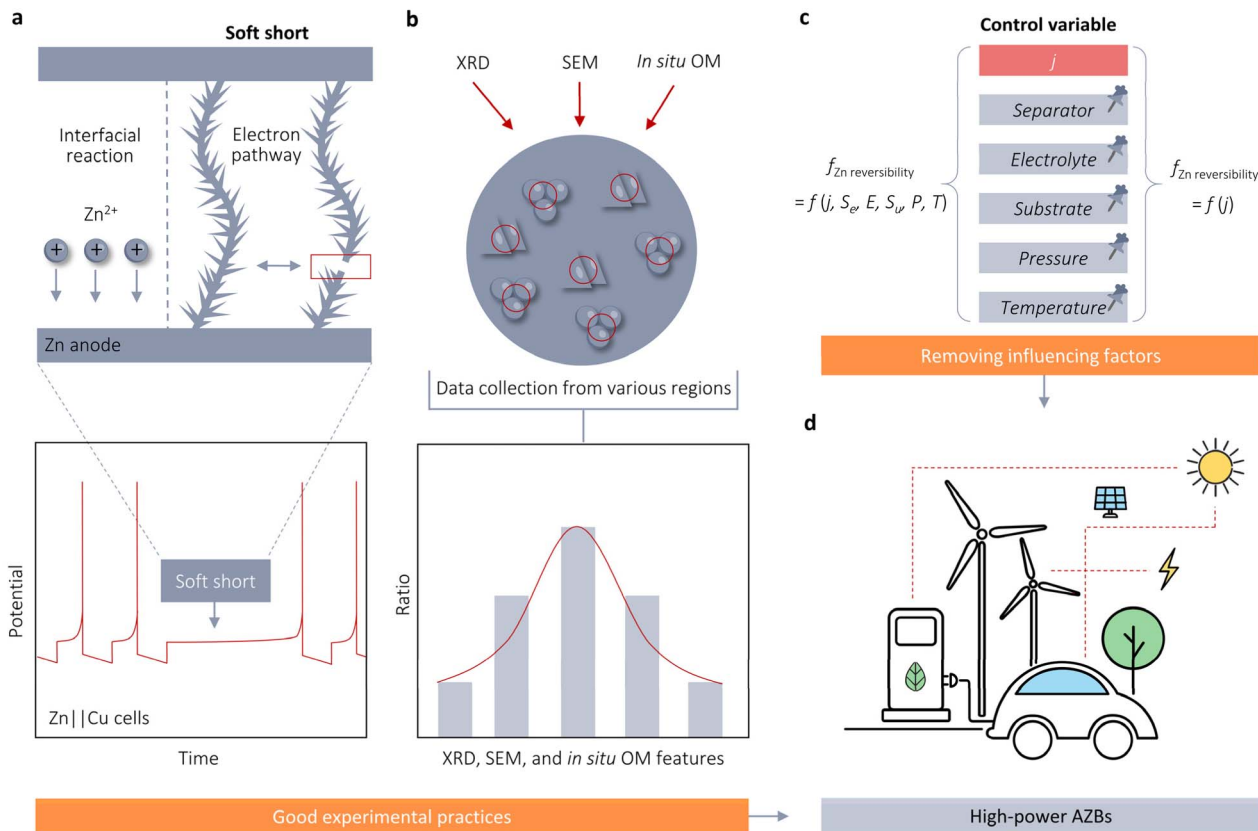 a
Soft short
Interfacial
reaction
Electron
pathway
Zn2+
+ + +
Zn anode
Potential
Soft short
Zn||Cu cells
Time
b
XRD
SEM
In situ OM
Data collection from various regions
Ratio
XRD, SEM, and in situ OM features
Good experimental practices
c
Control variable
j
Separator
Electrolyte
Substrate
Pressure
Temperature
fZn reversibility
= f (j, Se, E, Su, P, T)
fZn reversibility
= f (j)
Removing influencing factors
d
High-power AZBs